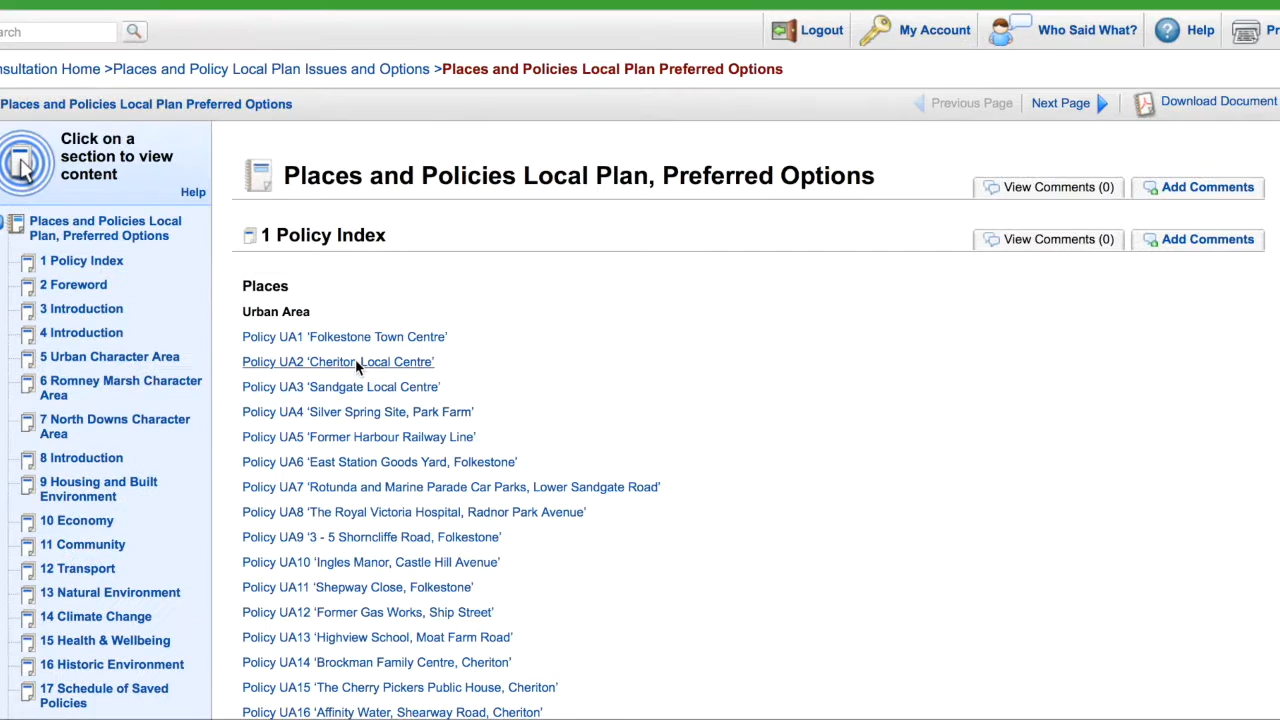 Logout
My Account
Who Said What?
Help
Consultation Home >Places and Policy Local Plan Issues and Options >Places and Policies Local Plan Preferred Options
Places and Policies Local Plan Preferred Options
Previous Page
Next Page
Download Document
Click on a
section to view
content
Help
Places and Policies Local
Plan, Preferred Options
1 Policy Index
2 Foreword
3 Introduction
4 Introduction
5 Urban Character Area
6 Romney Marsh Character
Area
7 North Downs Character
Area
8 Introduction
9 Housing and Built
Environment
10 Economy
11 Community
12 Transport
13 Natural Environment
14 Climate Change
15 Health & Wellbeing
16 Historic Environment
17 Schedule of Saved
Policies
Places and Policies Local Plan, Preferred Options
View Comments (0)
Add Comments
1 Policy Index
View Comments (0)
Add Comments
Places
Urban Area
Policy UA1 ‘Folkestone Town Centre’
Policy UA2 ‘Cheriton Local Centre’
Policy UA3 ‘Sandgate Local Centre’
Policy UA4 ‘Silver Spring Site, Park Farm’
Policy UA5 ‘Former Harbour Railway Line’
Policy UA6 ‘East Station Goods Yard, Folkestone’
Policy UA7 ‘Rotunda and Marine Parade Car Parks, Lower Sandgate Road’
Policy UA8 ‘The Royal Victoria Hospital, Radnor Park Avenue’
Policy UA9 ‘3 - 5 Shorncliffe Road, Folkestone’
Policy UA10 ‘Ingles Manor, Castle Hill Avenue’
Policy UA11 ‘Shepway Close, Folkestone’
Policy UA12 ‘Former Gas Works, Ship Street’
Policy UA13 ‘Highview School, Moat Farm Road’
Policy UA14 ‘Brockman Family Centre, Cheriton’
Policy UA15 ‘The Cherry Pickers Public House, Cheriton’
Policy UA16 ‘Affinity Water, Shearway Road, Cheriton’